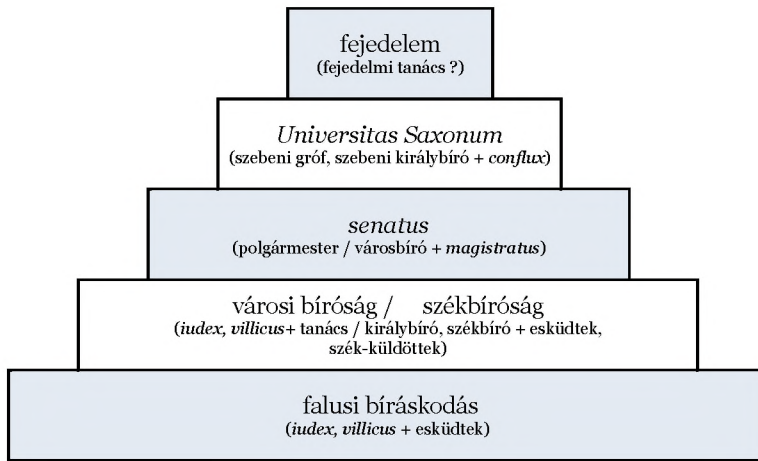 fejedelem
(fejedelmi tanács ?)
Universitas Saxonum
(szebeni gróf, szebeni királybíró + conflux)
senatus
(polgármester / városbíró + magistratus)
városi bíróság / székbíróság
(iudex, villicus+ tanács / királybíró, székbíró + esküdtek,
szék-küldöttek)
falusi bíráskodás
(iudex, villicus + esküdtek)